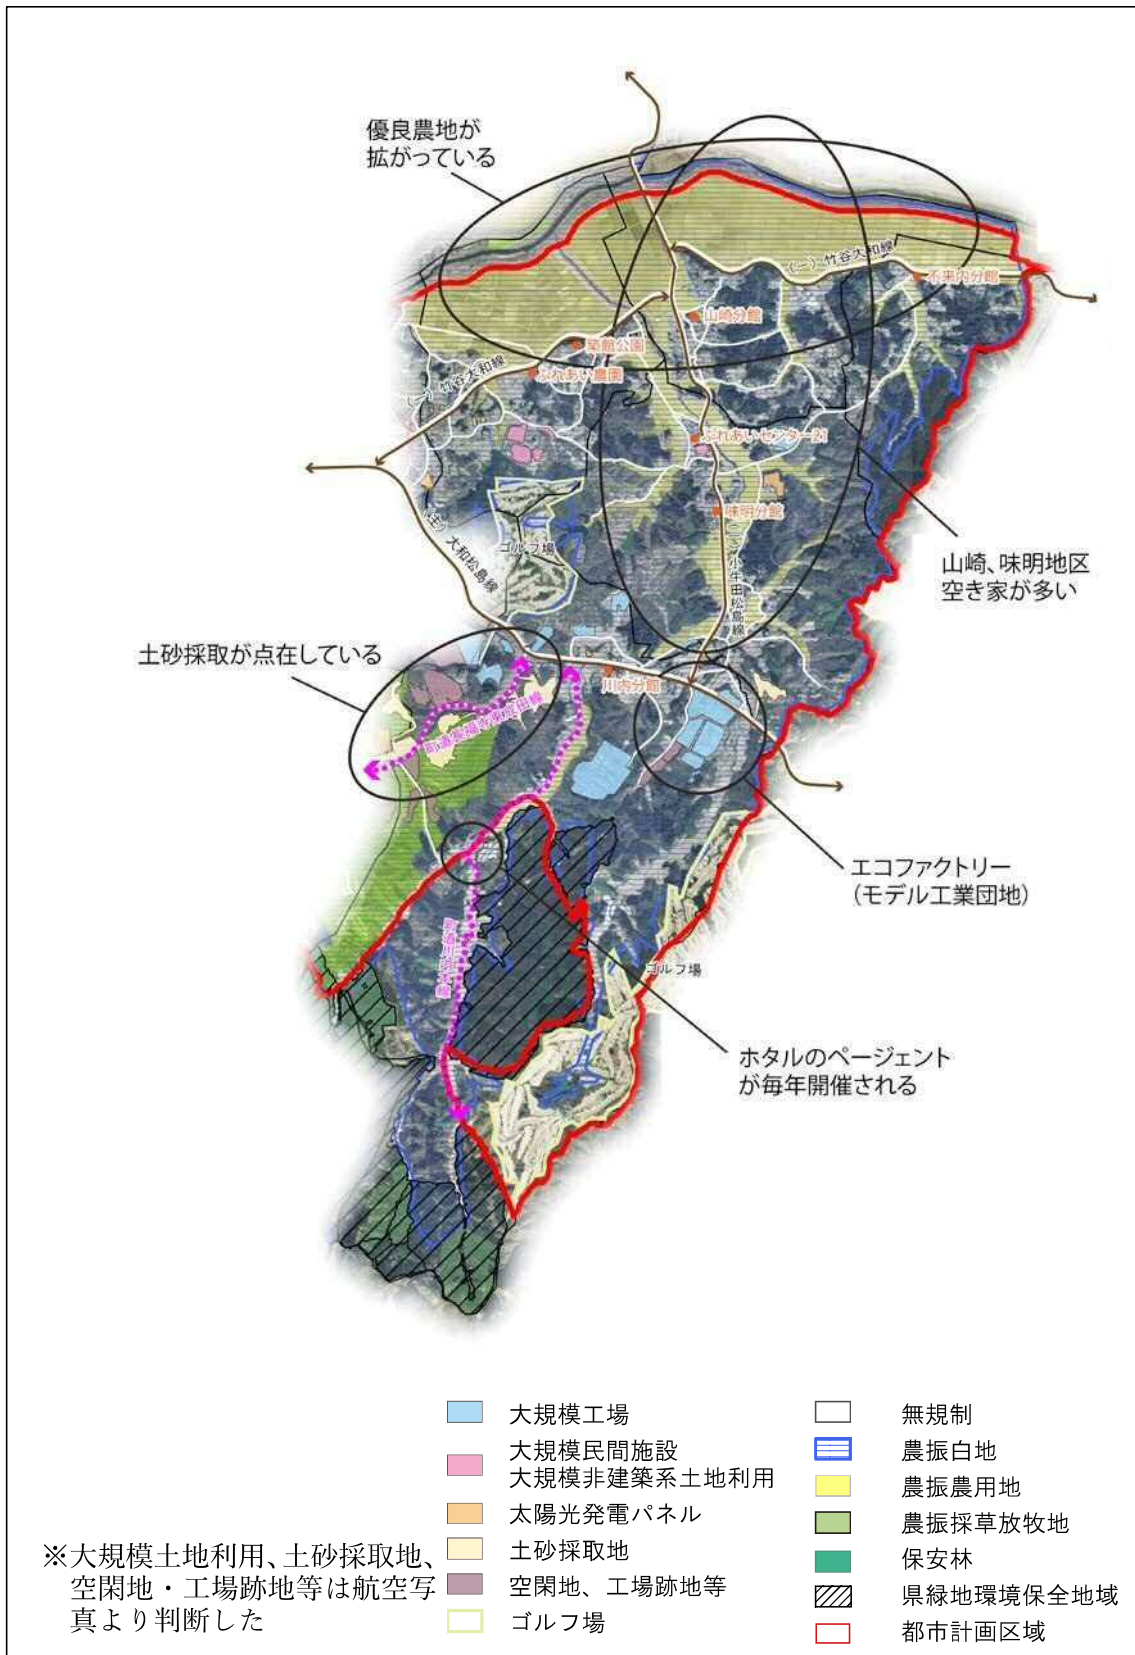 優良農地が
拡がっている
(一) 竹谷大和線
不来内分館
山崎分館
築館公園
ふれあい農園
(一) 竹谷大和線
ふれあいセンター21
味明分館
(主) 大和松島線
ゴルフ場
(一) 小牛田松島線
山崎、味明地区
空き家が多い
土砂採取が点在している
川内分館
エコファクトリー
(モデル工業団地)
町道川内本線
ゴルフ場
ホタルのページェント
が毎年開催される
大規模工場
大規模民間施設
大規模非建築系土地利用
太陽光発電パネル
土砂採取地
空閑地、工場跡地等
ゴルフ場
無規制
農振白地
農振農用地
農振採草放牧地
保安林
県緑地環境保全地域
都市計画区域
※大規模土地利用、土砂採取地、
空閑地・工場跡地等は航空写
真より判断した